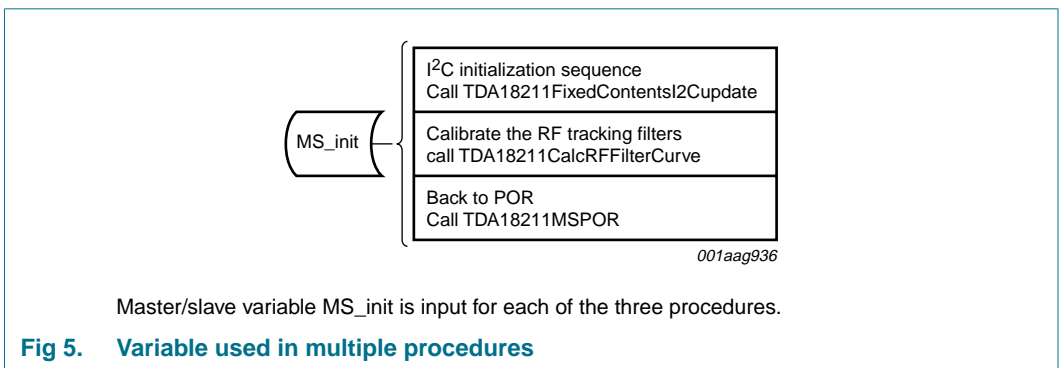 I2C initialization sequence
Call TDA18211FixedContentsI2Cupdate
MS_init
Calibrate the RF tracking filters
call TDA18211CalcRFFilterCurve
Back to POR
Call TDA18211MSPOR
001aag936
Master/slave variable MS_init is input for each of the three procedures.
Fig 5. Variable used in multiple procedures